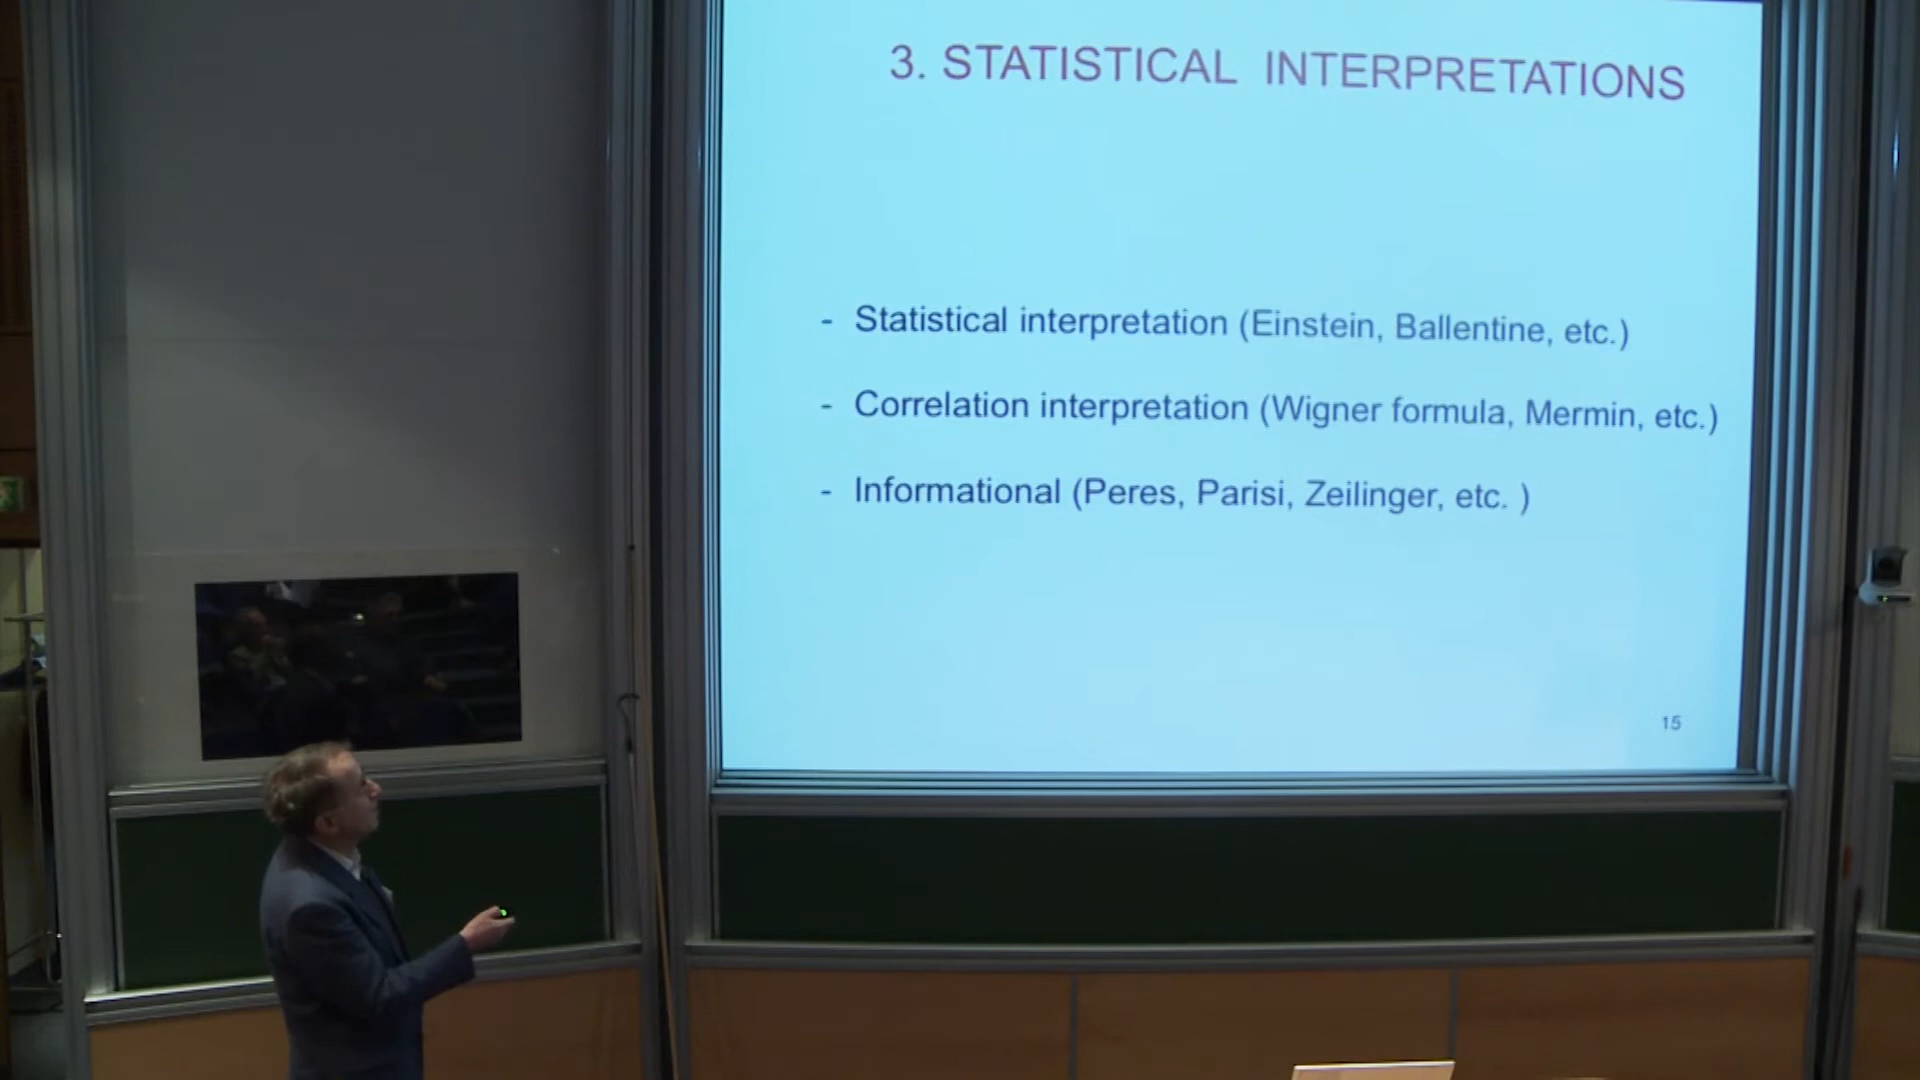 3. STATISTICAL INTERPRETATIONS
- Statistical interpretation (Einstein, Ballentine, etc.)
- Correlation interpretation (Wigner formula, Mermin, etc.)
- Informational (Peres, Parisi, Zeilinger, etc. )
15